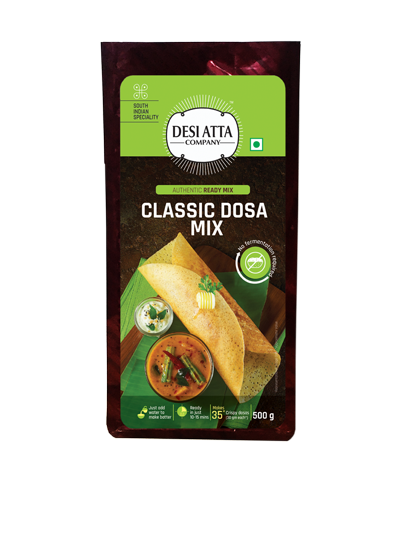 SOUTH
INDIAN
SPECIALITY
DESI ATTA
COMPANY
AUTHENTIC READY MIX
CLASSIC DOSA
MIX
No fermentation required
Just add
water to
make batter
Ready
in just
10-15 mins
Makes
35 Crispy dosas
500 g